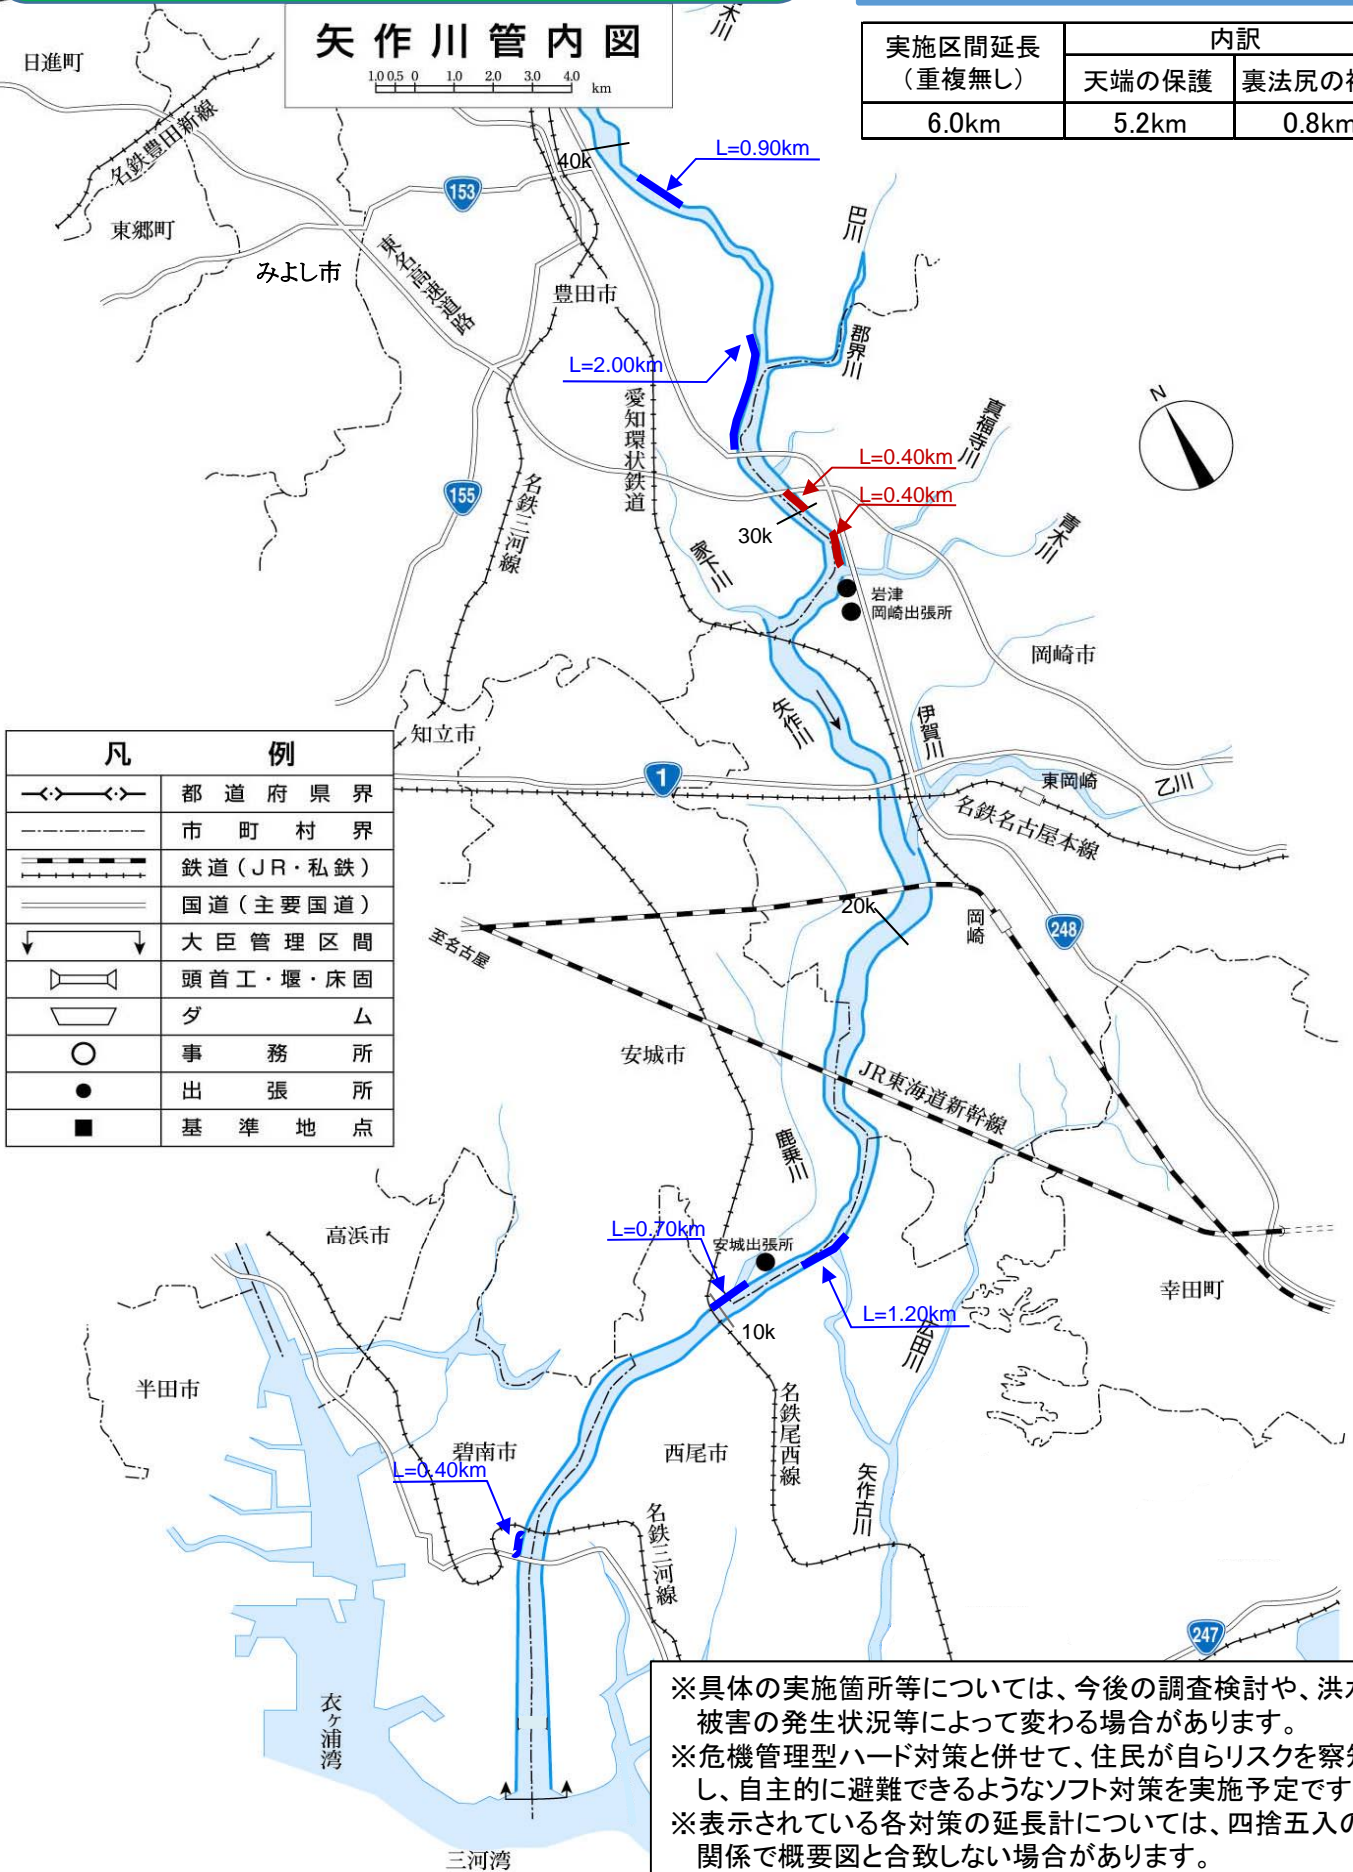 矢作川管内図
1.0 0.5 0 1.0 2.0 3.0 4.0 km
実施区間延長
（重複無し）
内訳
天端の保護
6.0km
5.2km
0.8km
木川
日進町
名鉄豊田新線
東郷町
みよし市
153
東名高速道路
豊田市
40k
L=0.90km
巴川
郡界川
L=2.00km
愛知環状鉄道
真福寺川
N
155
名鉄三河線
L=0.40km
L=0.40km
30k
青木川
家下川
岩津
岡崎出張所
岡崎市
矢作川
伊賀川
知立市
1
東岡崎
乙川
名鉄名古屋本線
凡例
都道府県界
市町村界
鉄道（JR・私鉄）
国道（主要国道）
大臣管理区間
頭首工・堰・床固
ダム
事務所
出張所
基準地点
20k
岡崎
248
至名古屋
安城市
JR東海道新幹線
鹿乗川
高浜市
L=0.70km
安城出張所
幸田町
L=1.20km
10k
半田市
碧南市
西尾市
名鉄尾西線
L=0.40km
矢作古川
名鉄三河線
247
衣ヶ浦湾
三河湾
※具体の実施箇所等については、今後の調査検討や、
被害の発生状況等によって変わる場合があります。
※危機管理型ハード対策と併せて、住民が自らリスクを
し、自主的に避難できるようなソフト対策を実施予定です
※表示されている各対策の延長計については、四捨五入の
関係で概要図と合致しない場合があります。